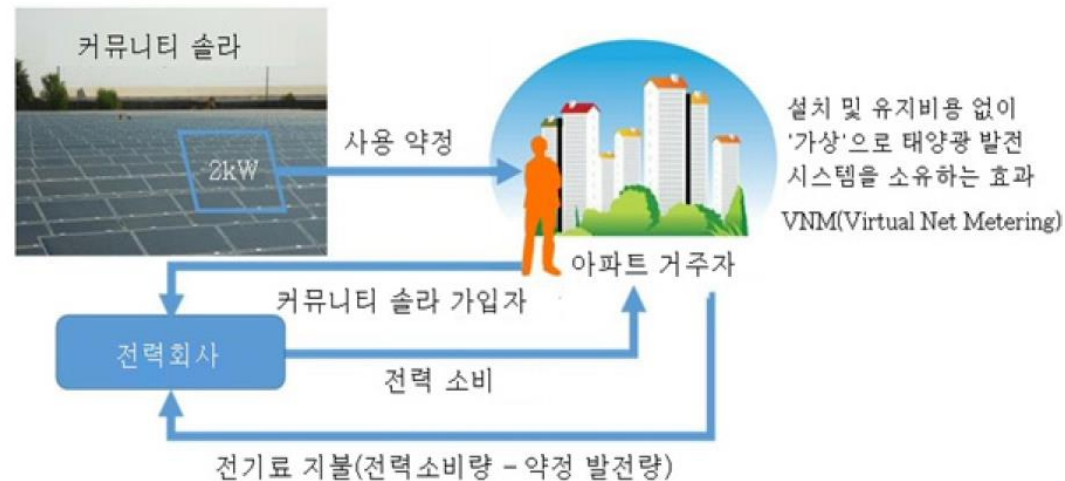 커뮤니티 솔라
2kW
사용 약정
설치 및 유지비용 없이
'가상'으로 태양광 발전
시스템을 소유하는 효과
VNM(Virtual Net Metering)
아파트 거주자
커뮤니티 솔라 가입자
전력회사
전력 소비
전기료 지불(전력소비량 - 약정 발전량)